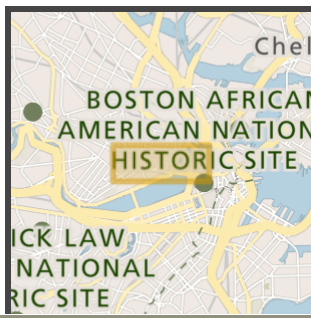 Chel
BOSTON AFRICAN
AMERICAN NATION
HISTORIC SITE
ICK LAW
NATIONAL
RIC SITE